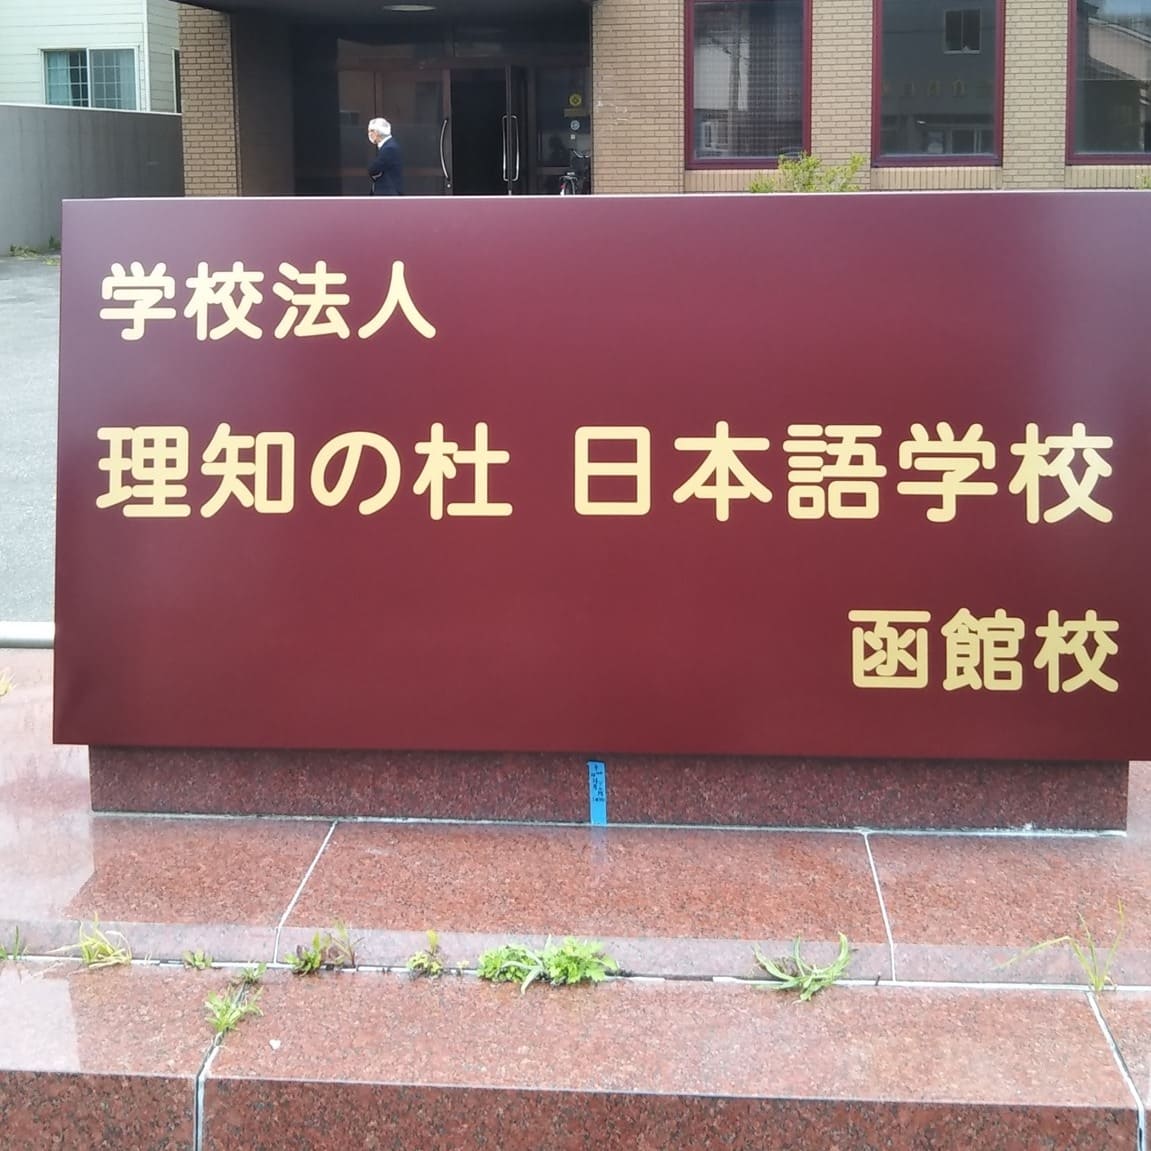 学校法人
理知の杜 日本語学校
函館校